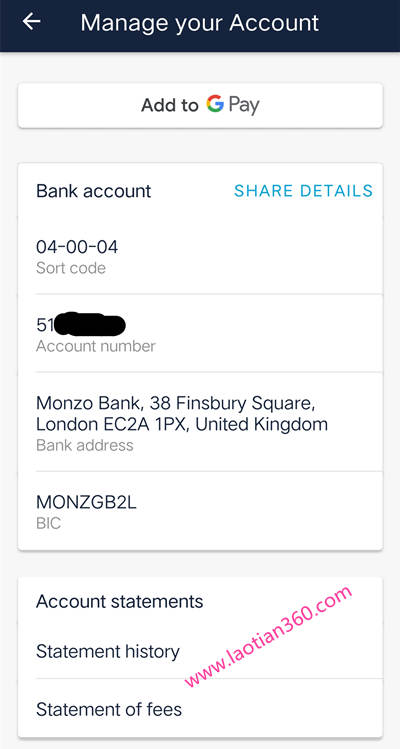 Manage your Account
Add to G Pay
Bank account SHARE DETAILS
04-00-04
Sort code
51
Account number
Monzo Bank, 38 Finsbury Square,
London EC2A 1PX, United Kingdom
Bank address
MONZGB2L
BIC
Account statements
Statement history
www.laotian360.com
Statement of fees